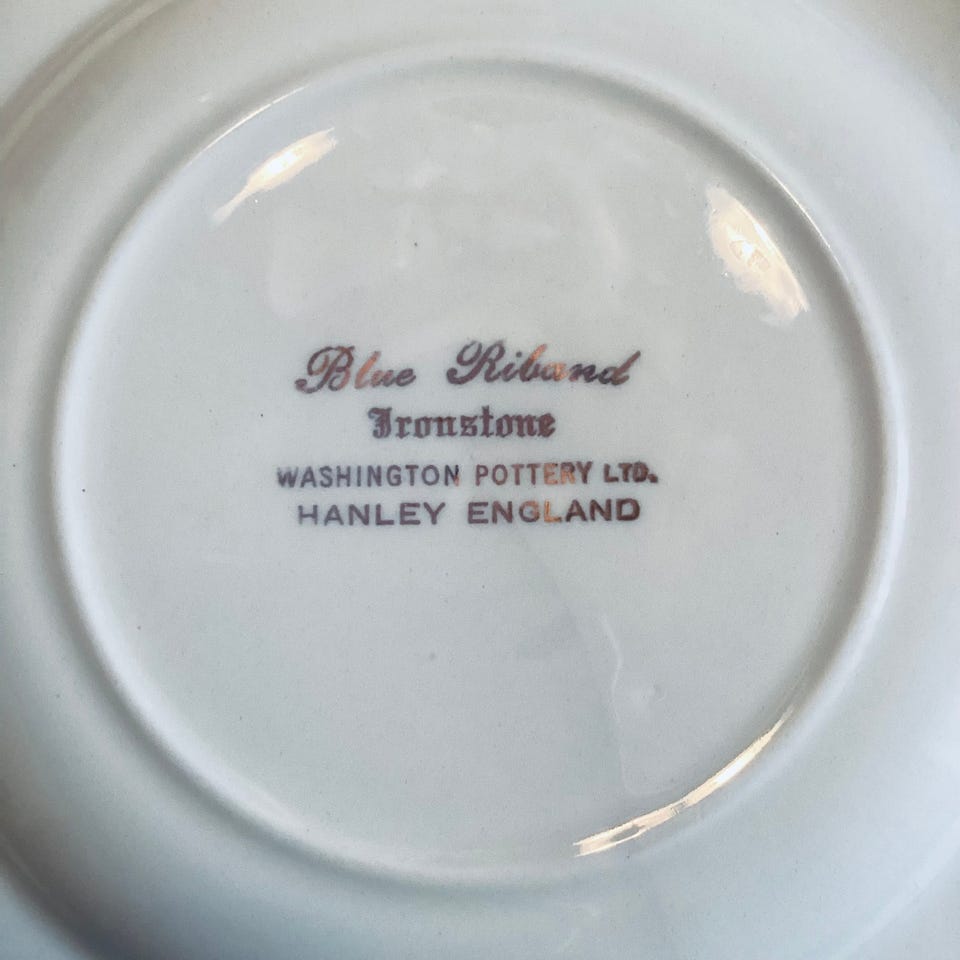 Blue Riband
Ironstone
WASHINGTON POTTERY LTD.
HANLEY ENGLAND